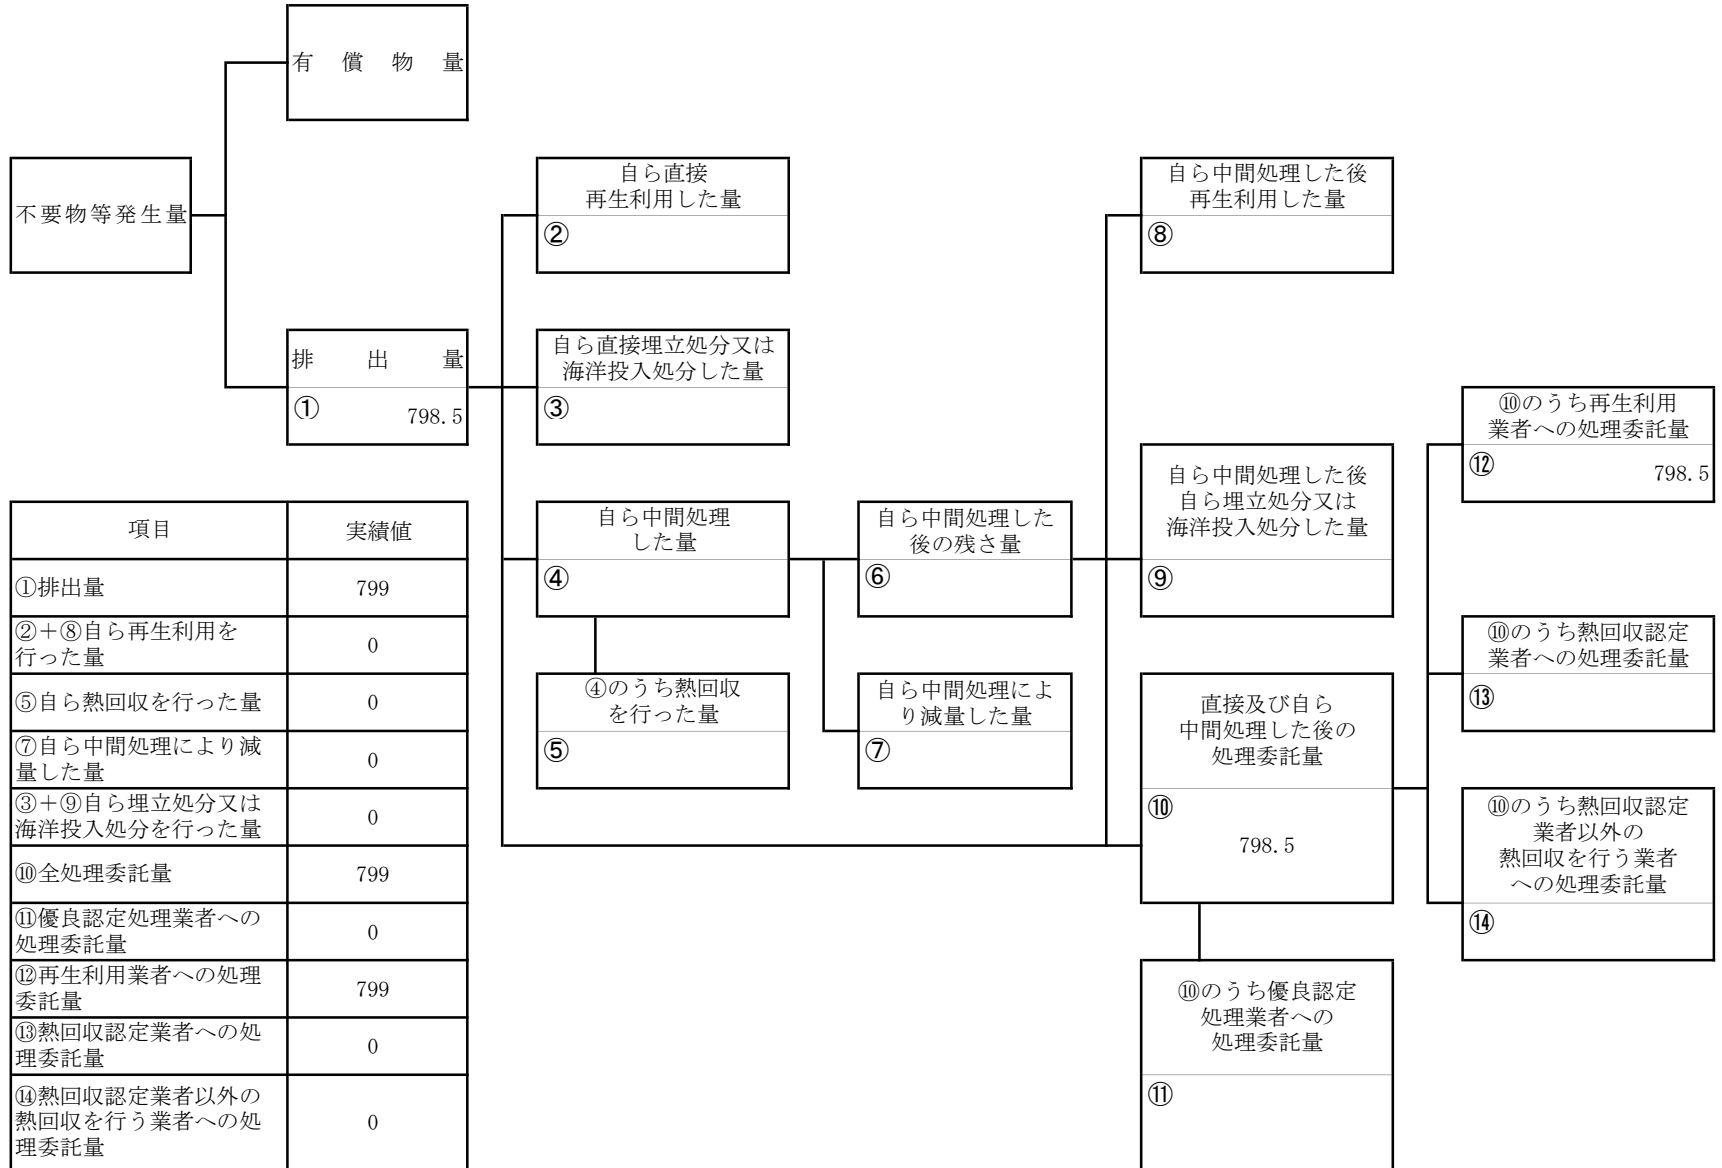 有償物量
不要物等発生量
排出量
①
798.5
自ら直接
再生利用した量
②
自ら直接埋立処分又は
海洋投入処分した量
③
自ら中間処理
した量
④
④のうち熱回収
を行った量
⑤
自ら中間処理した
後の残さ量
⑥
自ら中間処理によ
り減量した量
⑦
自ら中間処理した後
再生利用した量
⑧
自ら中間処理した後
自ら埋立処分又は
海洋投入処分した量
⑨
直接及び自ら
中間処理した後の
処理委託量
⑩
798.5
⑩のうち優良認定
処理業者への
処理委託量
⑪
⑩のうち再生利用
業者への処理委託量
⑫
798.5
⑩のうち熱回収認定
業者への処理委託量
⑬
⑩のうち熱回収認定
業者以外の
熱回収を行う業者
への処理委託量
⑭
項目 実績値
①排出量 799
②+⑧自ら再生利用を
行った量 0
⑤自ら熱回収を行った量 0
⑦自ら中間処理により減
量した量 0
③+⑨自ら埋立処分又は
海洋投入処分を行った量 0
⑩全処理委託量 799
⑪優良認定処理業者への
処理委託量 0
⑫再生利用業者への処理
委託量 799
⑬熱回収認定業者への処
理委託量 0
⑭熱回収認定業者以外の
熱回収を行う業者への処
理委託量 0